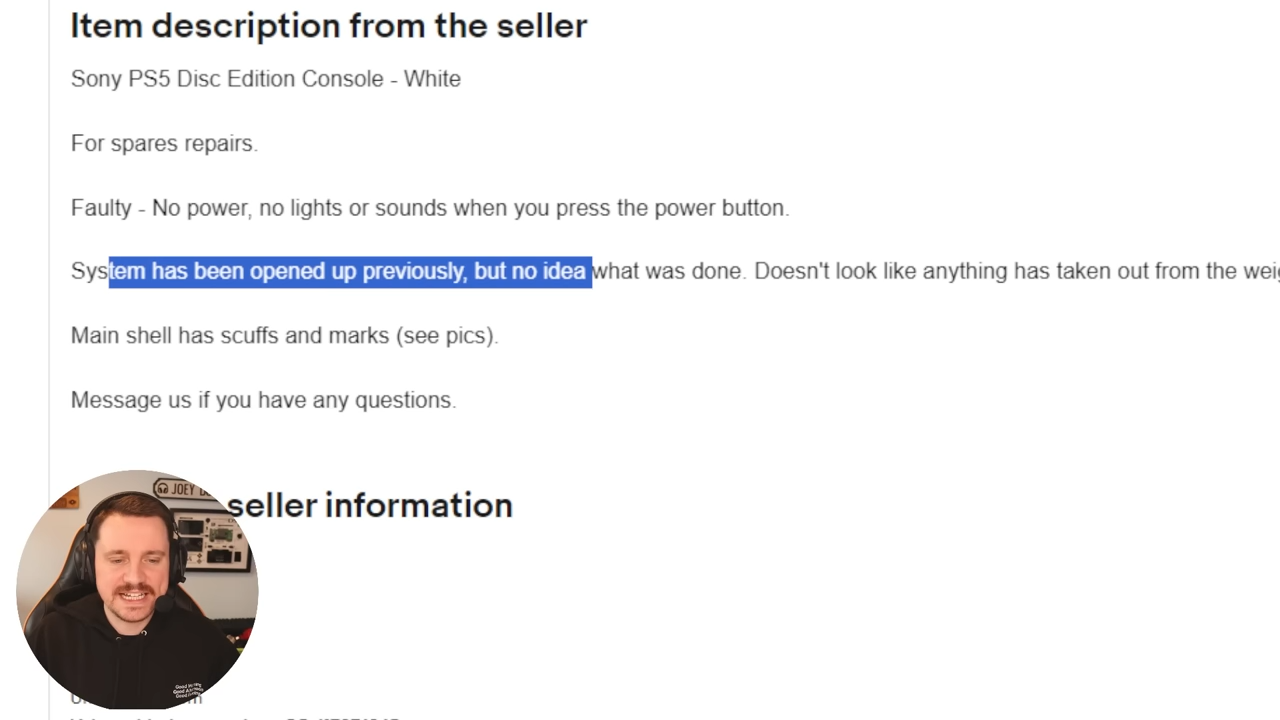 Item description from the seller
Sony PS5 Disc Edition Console - White
For spares repairs.
Faulty - No power, no lights or sounds when you press the power button.
System has been opened up previously, but no idea what was done. Doesn't look like anything has taken out from the
Main shell has scuffs and marks (see pics).
Message us if you have any questions.
seller information
JOEY